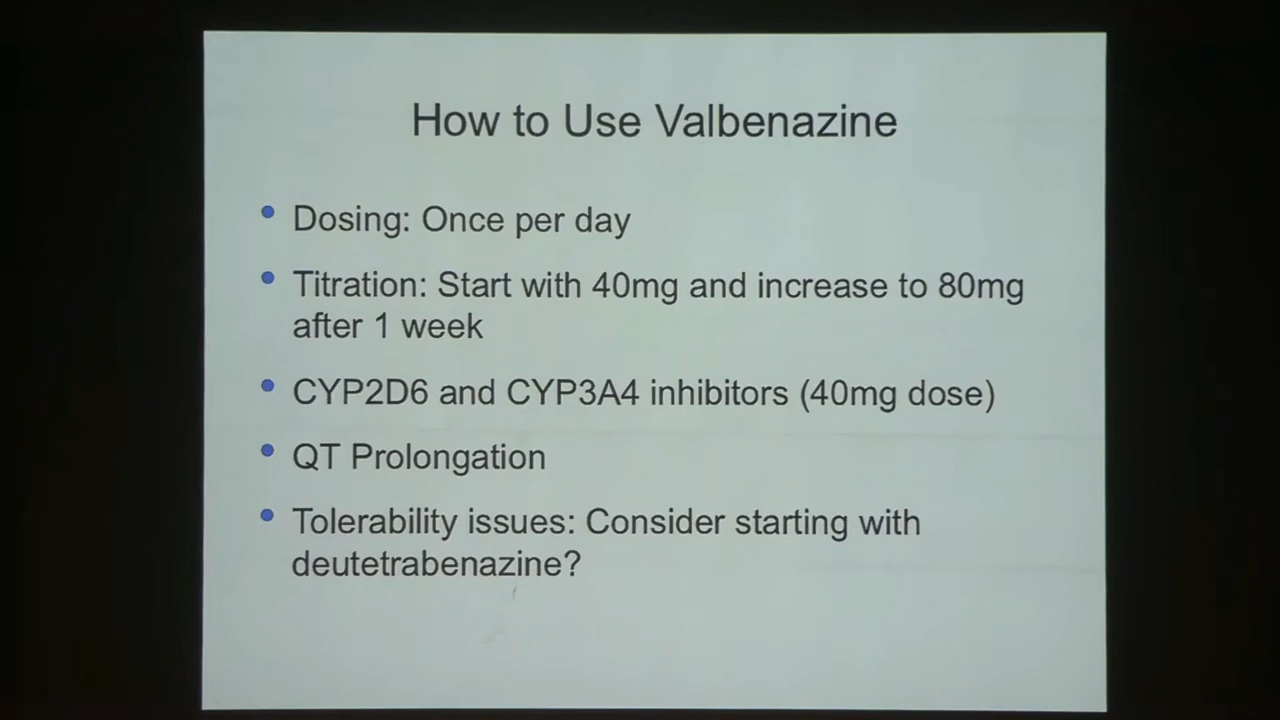 How to Use Valbenazine
• Dosing: Once per day
• Titration: Start with 40mg and increase to 80mg
after 1 week
• CYP2D6 and CYP3A4 inhibitors (40mg dose)
• QT Prolongation
• Tolerability issues: Consider starting with
deutetrabenazine?